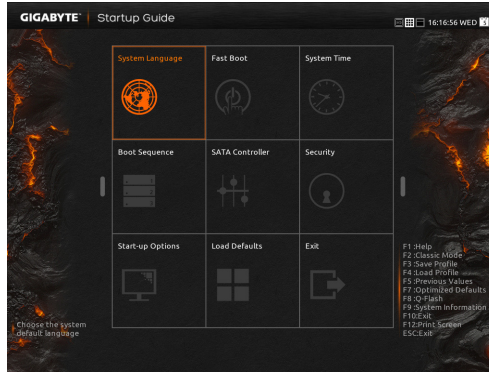 GIGABYTE™ Startup Guide
16:16:56 WED
System Language
Fast Boot
System Time
Boot Sequence
SATA Controller
Security
Start-up Options
Load Defaults
Exit
F1 :Help
F2 :Classic Mode
F3 :Save Profile
F4 :Load Profile
F5 :Previous Values
F7 :Optimized Defaults
F8 :Q-Flash
F9 :System Information
F10:Exit
F12:Print Screen
ESC:Exit
Choose the system
default language